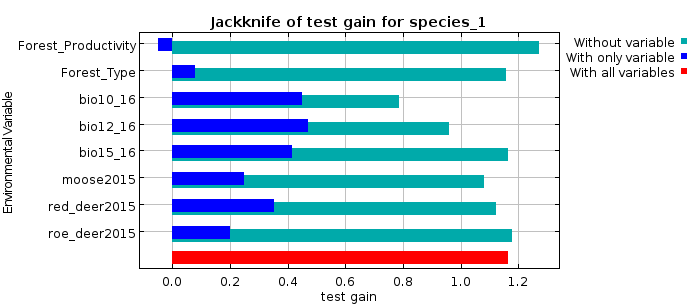 Jackknife of test gain for species_1
Without variable
With only variable
With all variables
Environmental Variable
Forest_Productivity
Forest_Type
bio10_16
bio12_16
bio15_16
moose2015
red_deer2015
roe_deer2015
0.0 0.2 0.4 0.6 0.8 1.0 1.2
test gain